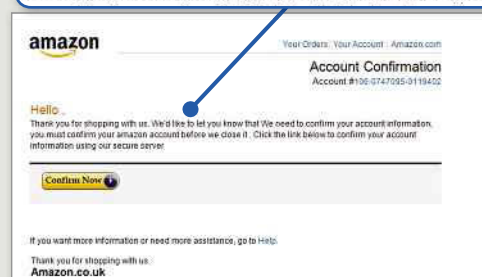 amazon
Your Orders Your Account Amazon.com
Account Confirmation
Account #106-0747095-3119402
Hello ,
Thank you for shopping with us. We'd like to let you know that We need to confirm your account information,
you must confirm your amazon account before we close it . Click the link below to confirm your account
information using our secure server
Confirm Now
If you want more information or need more assistance, go to Help.
Thank you for shopping with us.
Amazon.co.uk